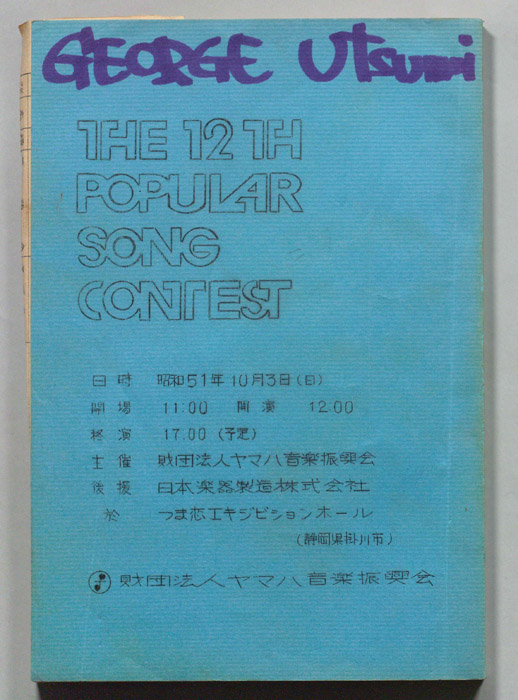 GEORGE UTsumi
THE 12TH
POPULAR
SONG
CONTEST
日時 昭和51年10月3日(日)
開場 11:00 開演 12:00
終演 17:00 (予定)
主催 財団法人ヤマハ音楽振興会
後援 日本楽器製造株式会社
於 つま恋エキジビションホール
(静岡県掛川市)
財団法人ヤマハ音楽振興会